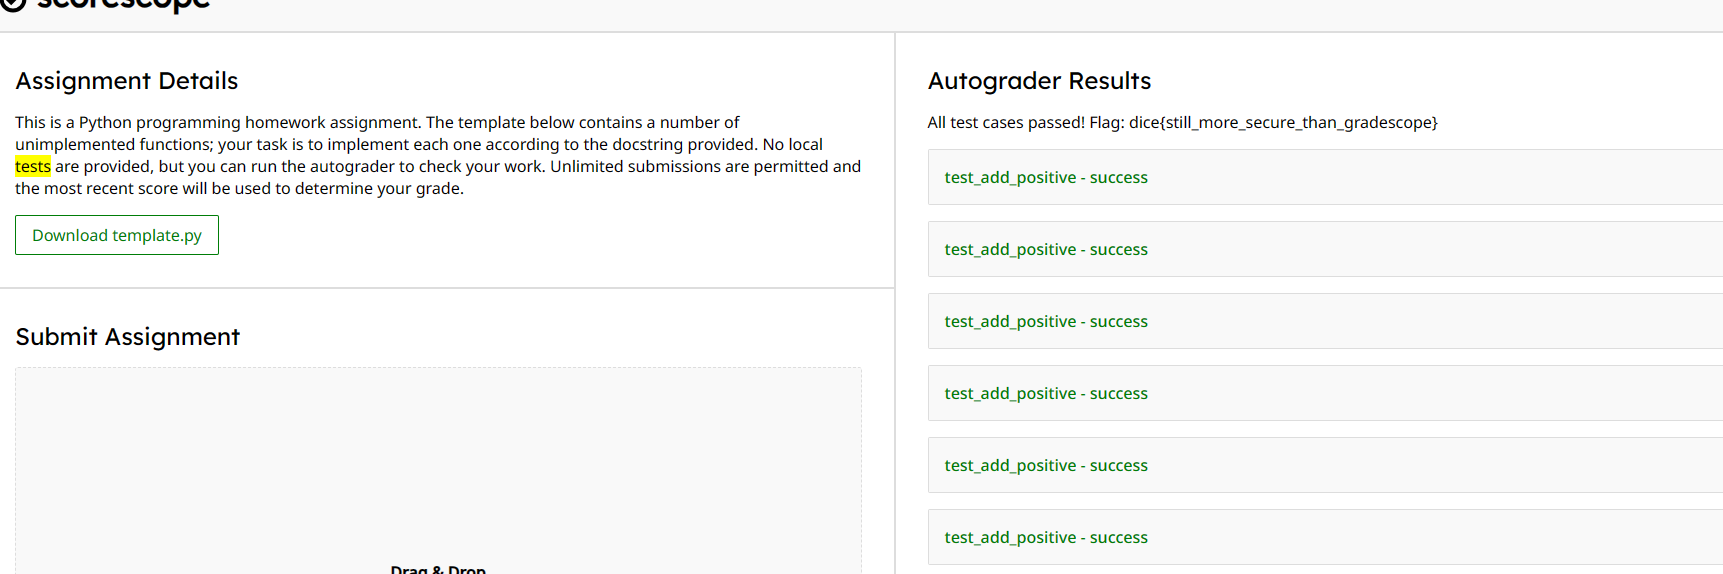 scorescope
Assignment Details
This is a Python programming homework assignment. The template below contains a number of
unimplemented functions; your task is to implement each one according to the docstring provided. No local
tests are provided, but you can run the autograder to check your work. Unlimited submissions are permitted and
the most recent score will be used to determine your grade.
Download template.py
Submit Assignment
Drag & Drop
Autograder Results
All test cases passed! Flag: dice{still_more_secure_than_gradescope}
test_add_positive - success
test_add_positive - success
test_add_positive - success
test_add_positive - success
test_add_positive - success
test_add_positive - success